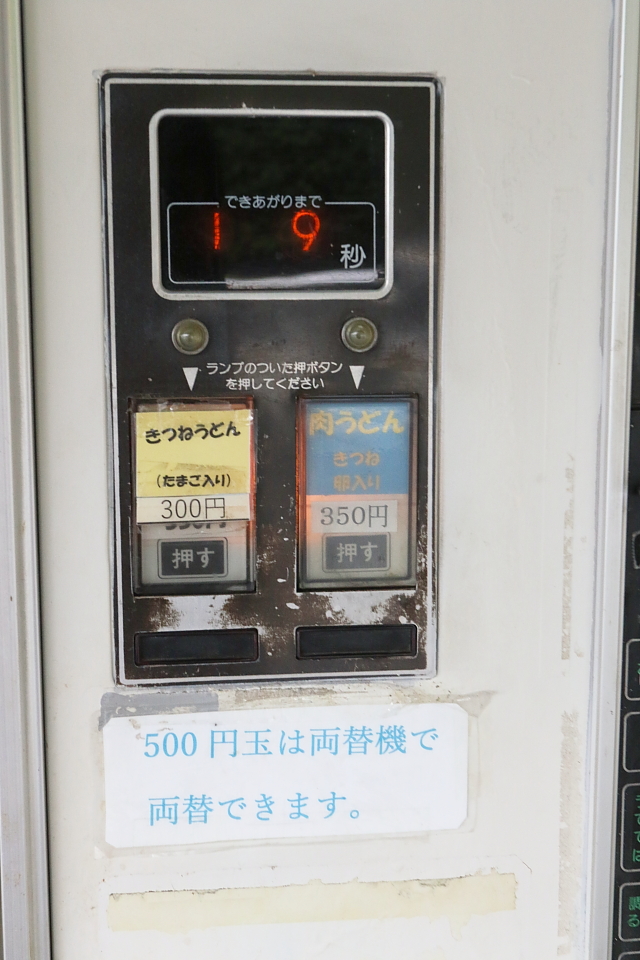 できあがりまで
19
秒
ランプのついた押ボタン
を押してください
きつねうどん
(たまご入り)
300円
押す
肉うどん
きつね
卵入り
350円
押す
500円玉は両替機で
両替できます。